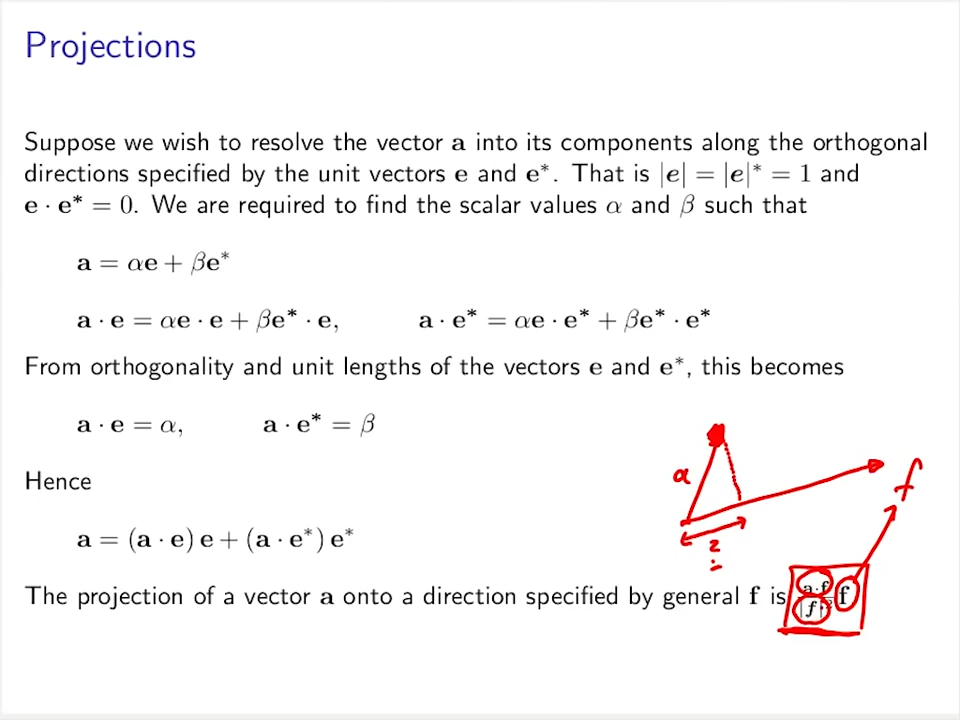 Projections
Suppose we wish to resolve the vector a into its components along the orthogonal
directions specified by the unit vectors e and e*. That is |e| = |e|* = 1 and
e · e* = 0. We are required to find the scalar values α and β such that
a = αe + βe*
a · e = αe · e + βe* · e, a · e* = αe · e* + βe* · e*
From orthogonality and unit lengths of the vectors e and e*, this becomes
a · e = α, a · e* = β
a
f
Hence
a = (a · e) e + (a · e*) e*
2
The projection of a vector a onto a direction specified by general f is a·f/|f|² f